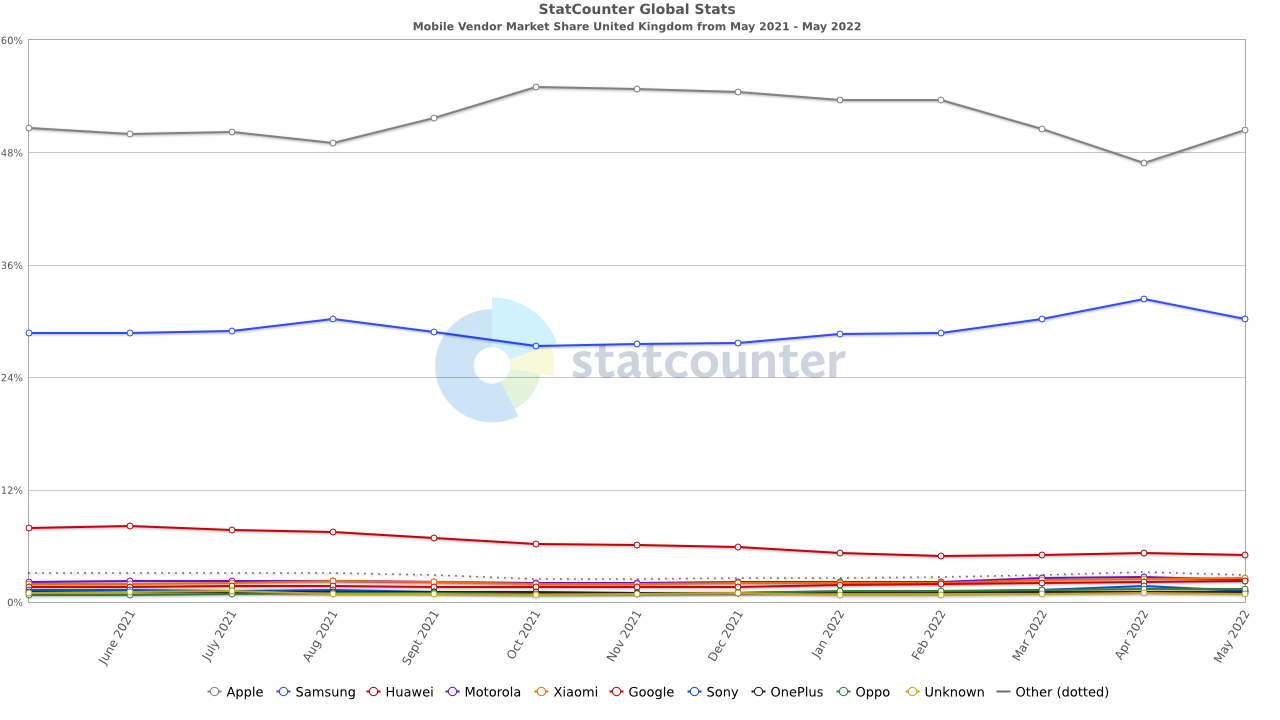 StatCounter Global Stats
Mobile Vendor Market Share United Kingdom from May 2021 - May 2022
60%
48%
36%
24%
12%
0%
statcounter
June 2021
July 2021
Aug 2021
Sept 2021
Oct 2021
Nov 2021
Dec 2021
Jan 2022
Feb 2022
Mar 2022
Apr 2022
May 2022
Apple Samsung Huawei Motorola Xiaomi Google Sony OnePlus Oppo Unknown Other (dotted)